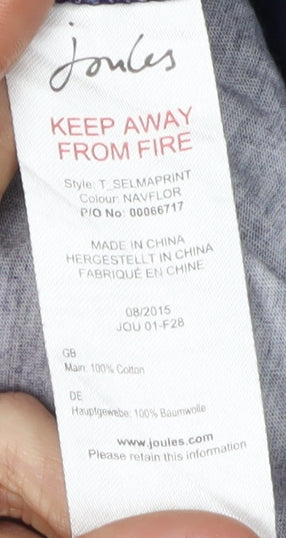 Joules
KEEP AWAY
FROM FIRE
Style: T_SELMAPRINT
Colour: NAVFLOR
P/O No: 00066717
MADE IN CHINA
HERGESTELLT IN CHINA
FABRIQUÉ EN CHINE
08/2015
JOU 01-F28
GB
Main: 100% Cotton
DE
Hauptgewebe: 100% Baumwolle
www.joules.com
Please retain this information